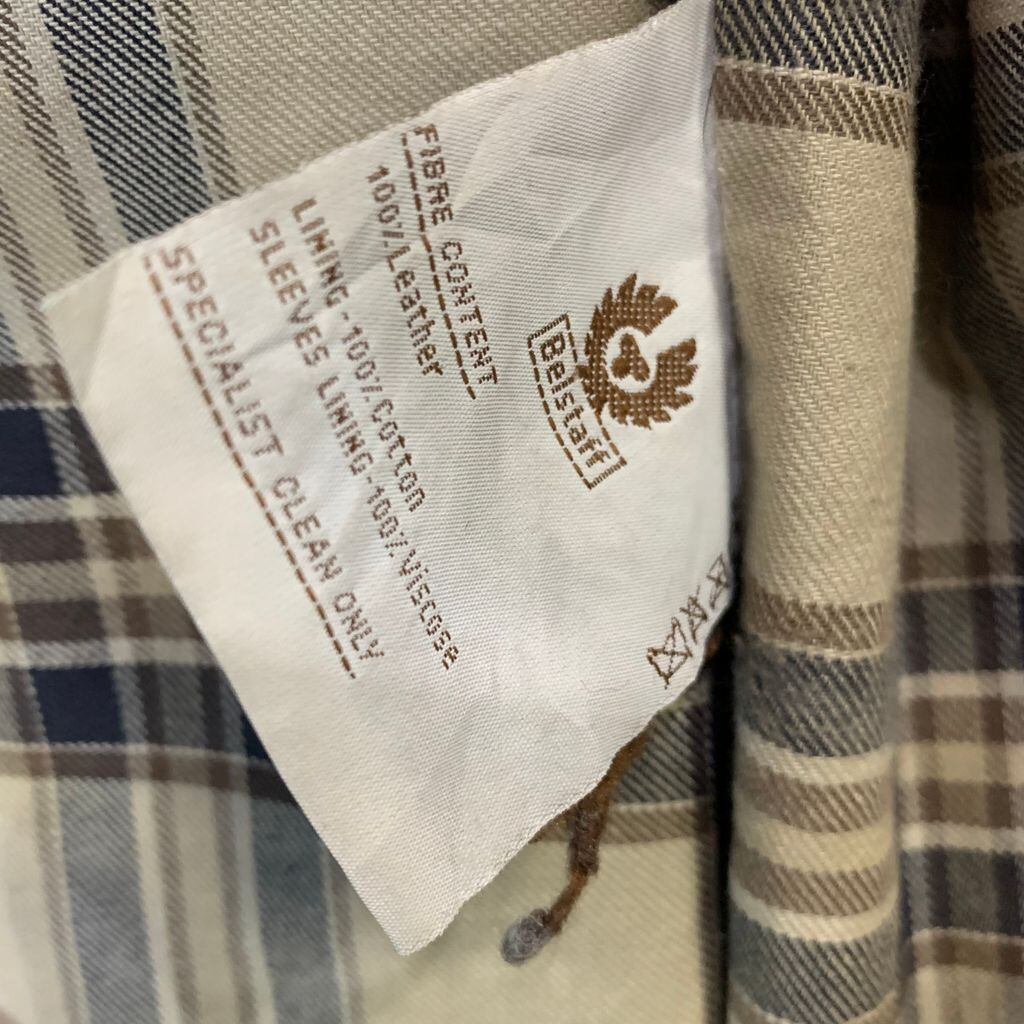 Belstaff
FIBRE CONTENT
100%Leather
LINING-100%Cotton
SLEEVES LINING-100%Viscose
SPECIALIST CLEAN ONLY